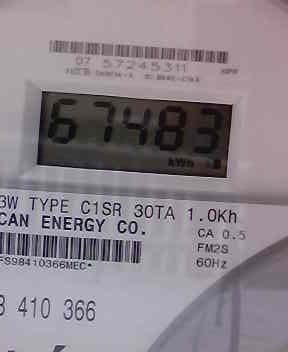 07 57245311
67483
kWh
3W TYPE C1SR 30TA 1.0Kh
CAN ENERGY CO.
CA 0.5
FM2S
FS98410366MEC*
60Hz
410 366